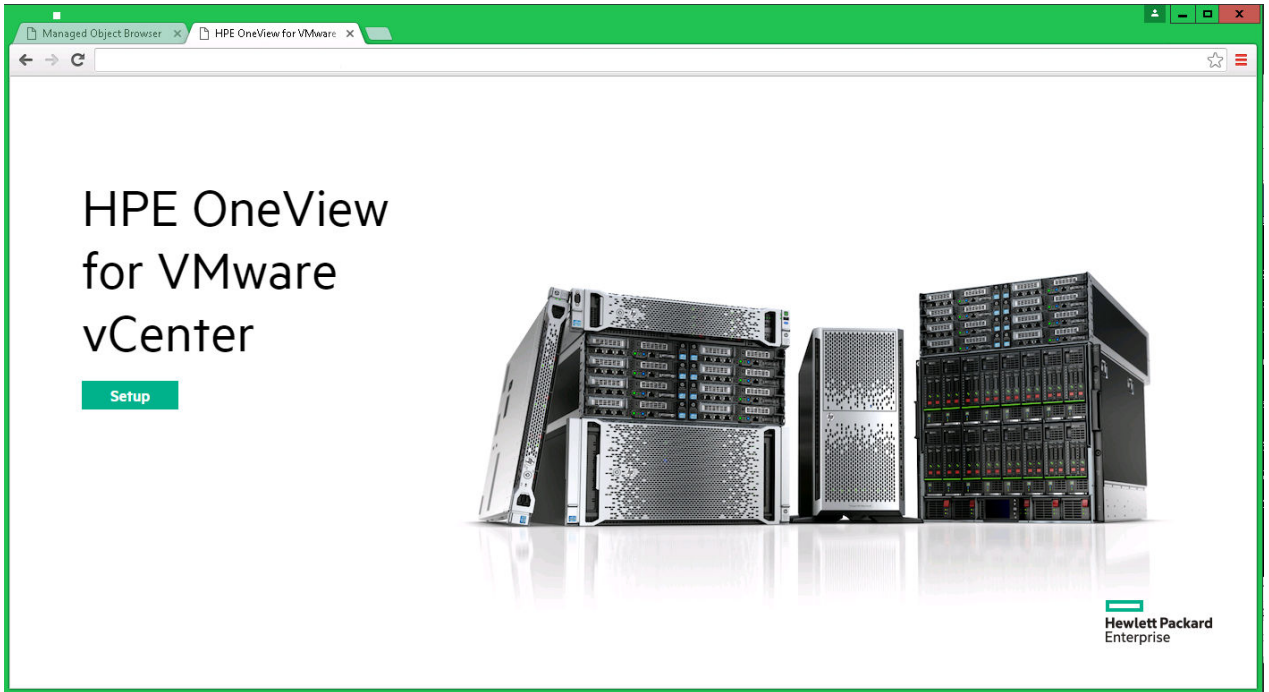 Managed Object Browser
HPE OneView for VMware
HPE OneView
for VMware
vCenter
Setup
Hewlett Packard
Enterprise